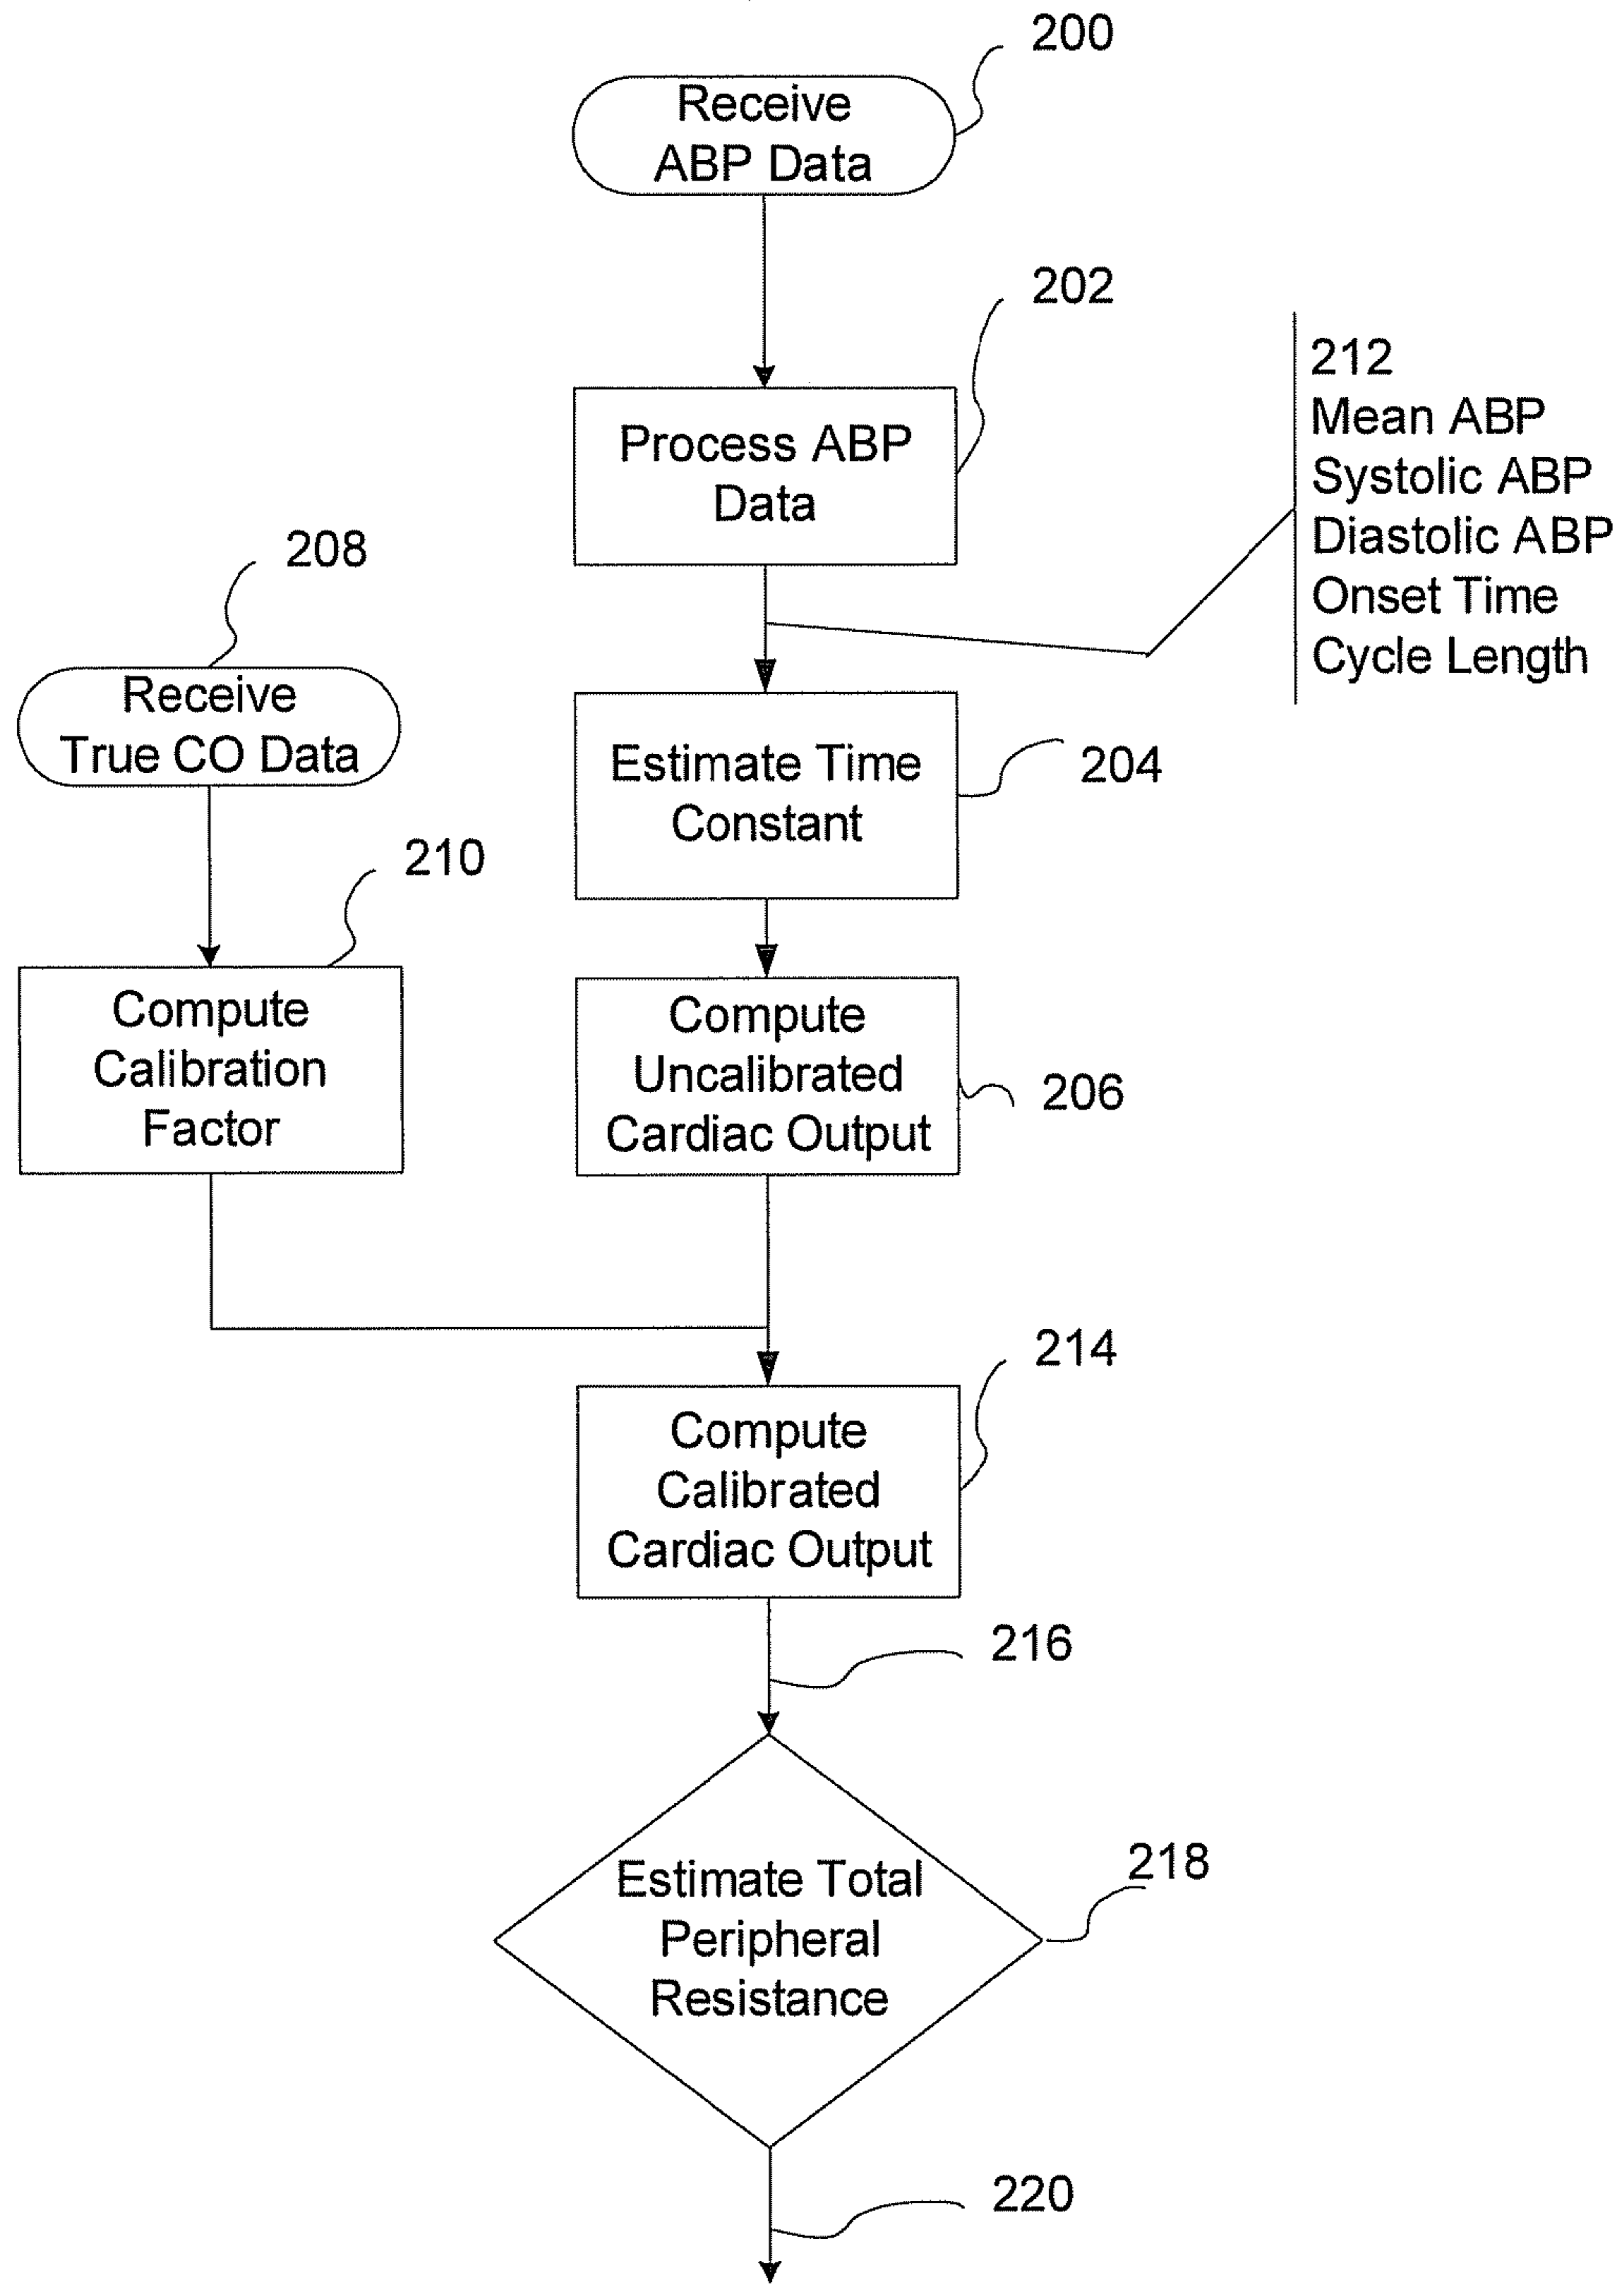 200
Receive
ABP Data
202
Process ABP
Data
212
Mean ABP
Systolic ABP
Diastolic ABP
Onset Time
Cycle Length
208
Receive
True CO Data
Estimate Time
Constant
204
210
Compute
Calibration
Factor
Compute
Uncalibrated
Cardiac Output
206
214
Compute
Calibrated
Cardiac Output
216
Estimate Total
Peripheral
Resistance
218
220